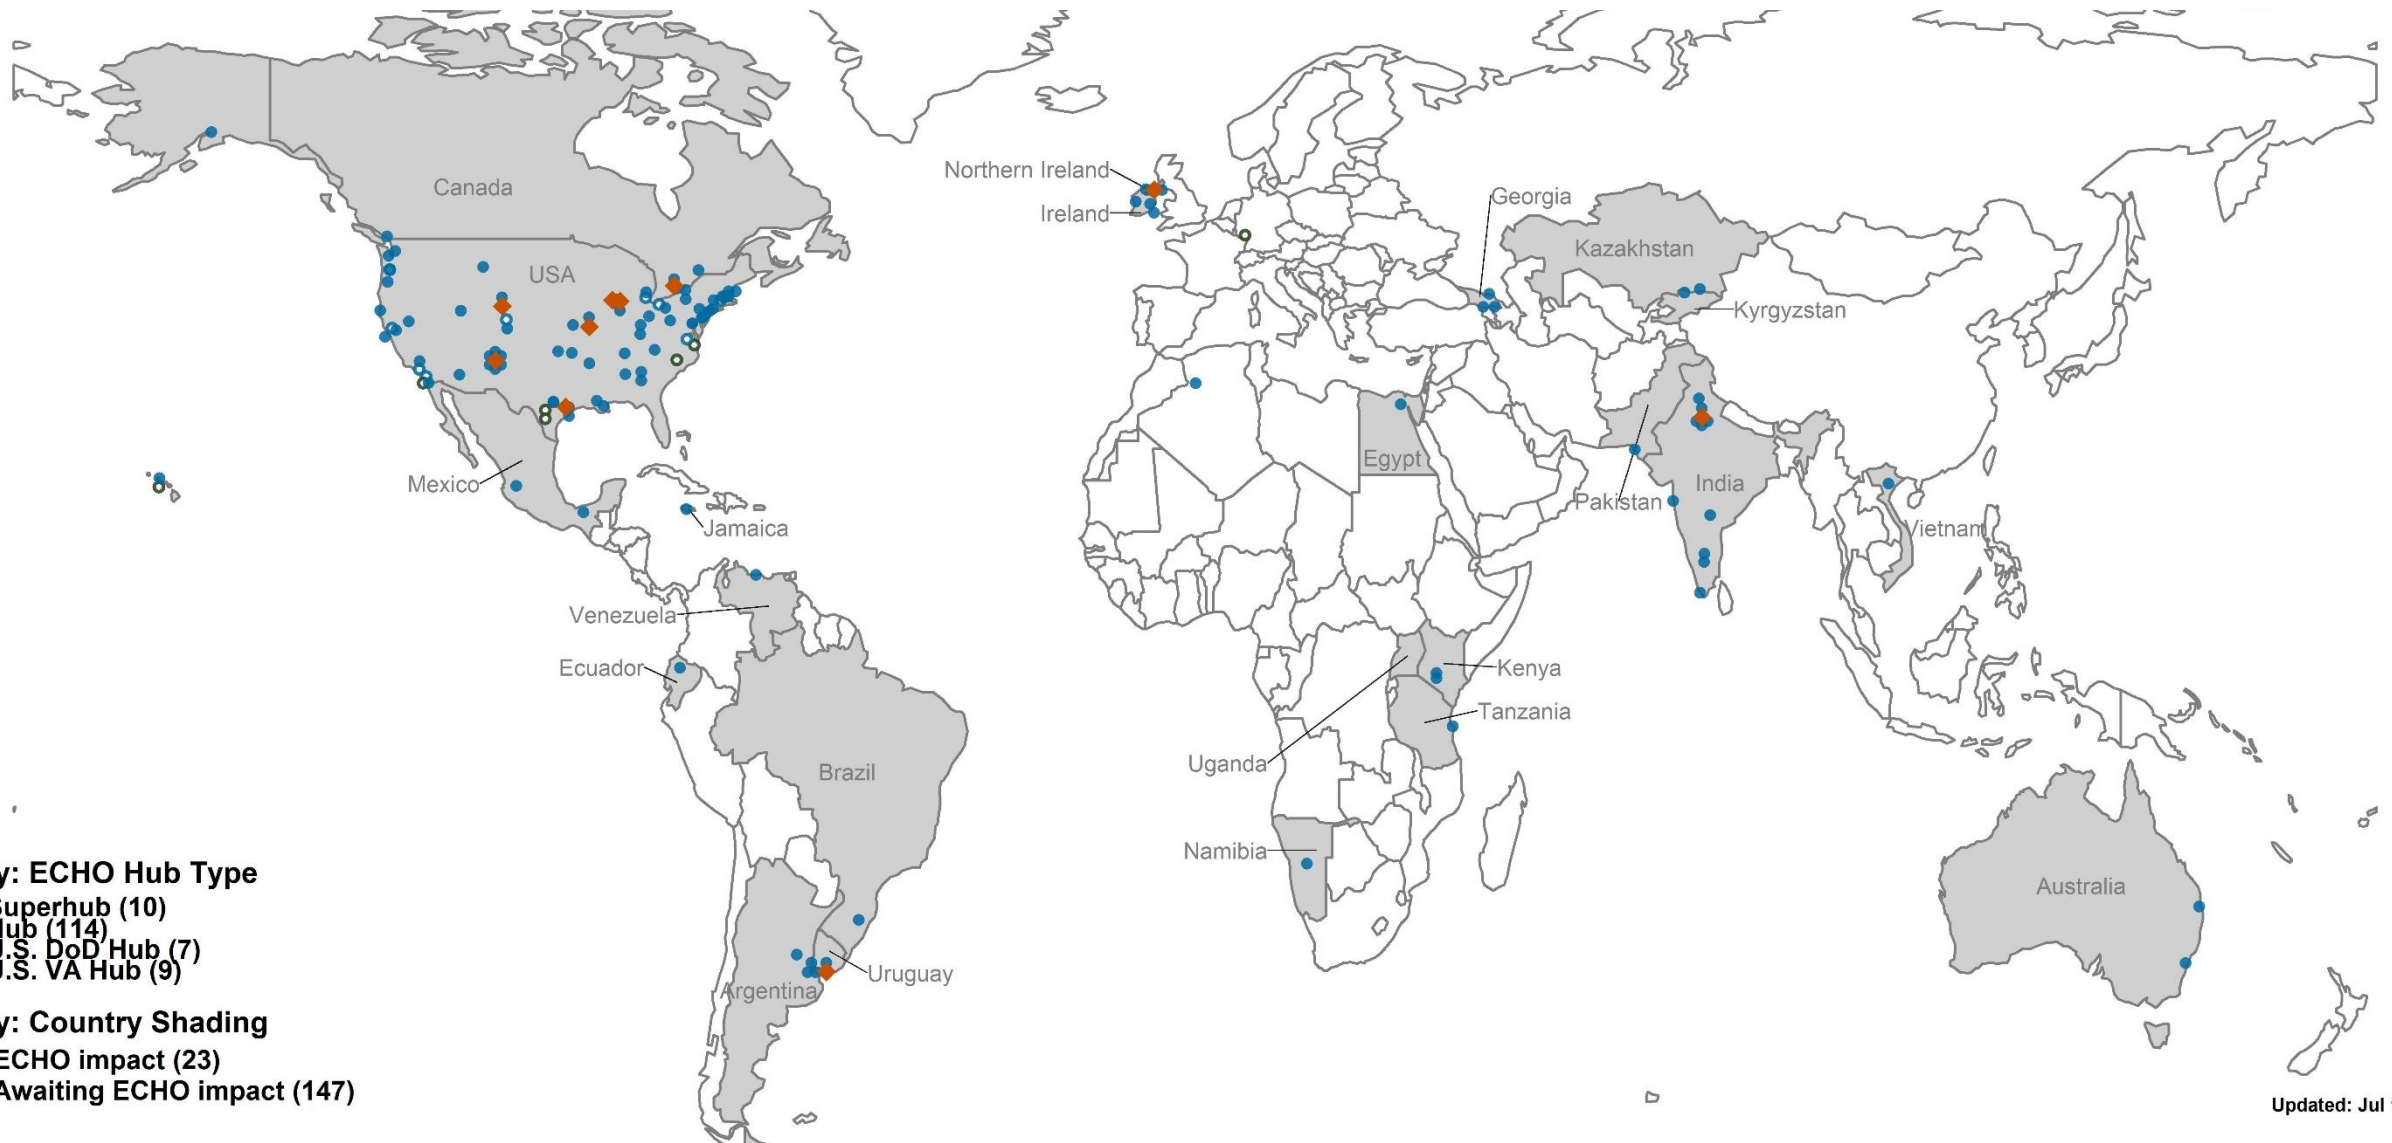 Canada
USA
Mexico
Jamaica
Venezuela
Ecuador
Brazil
Uruguay
Argentina
Northern Ireland
Ireland
Georgia
Kazakhstan
Kyrgyzstan
Egypt
Pakistan
India
Vietnam
Kenya
Tanzania
Uganda
Namibia
Australia
y: ECHO Hub Type
Superhub (10)
ub (114)
.S. DoD Hub (7)
.S. VA Hub (9)
y: Country Shading
ECHO impact (23)
Awaiting ECHO impact (147)
Updated: Jul